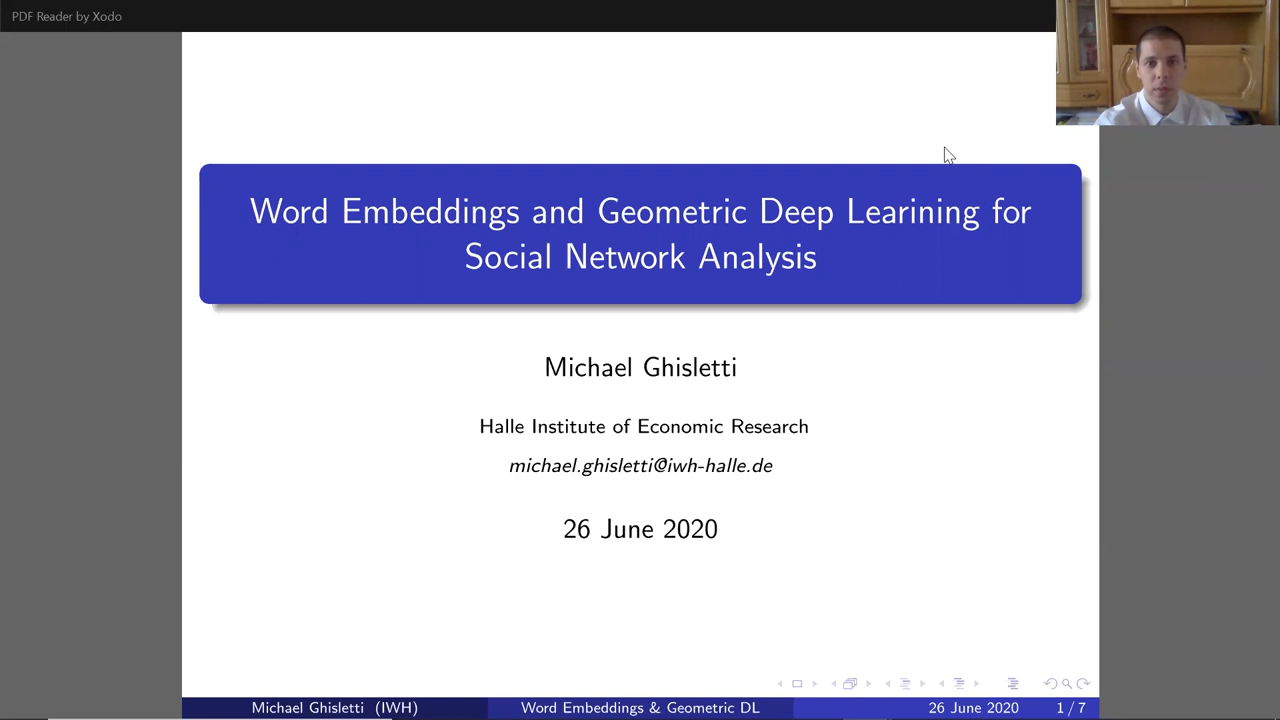 PDF Reader by Xodo
Word Embeddings and Geometric Deep Learining for
Social Network Analysis
Michael Ghisletti
Halle Institute of Economic Research
michael.ghisletti@iwh-halle.de
26 June 2020
Michael Ghisletti (IWH) Word Embeddings & Geometric DL 26 June 2020 1 / 7